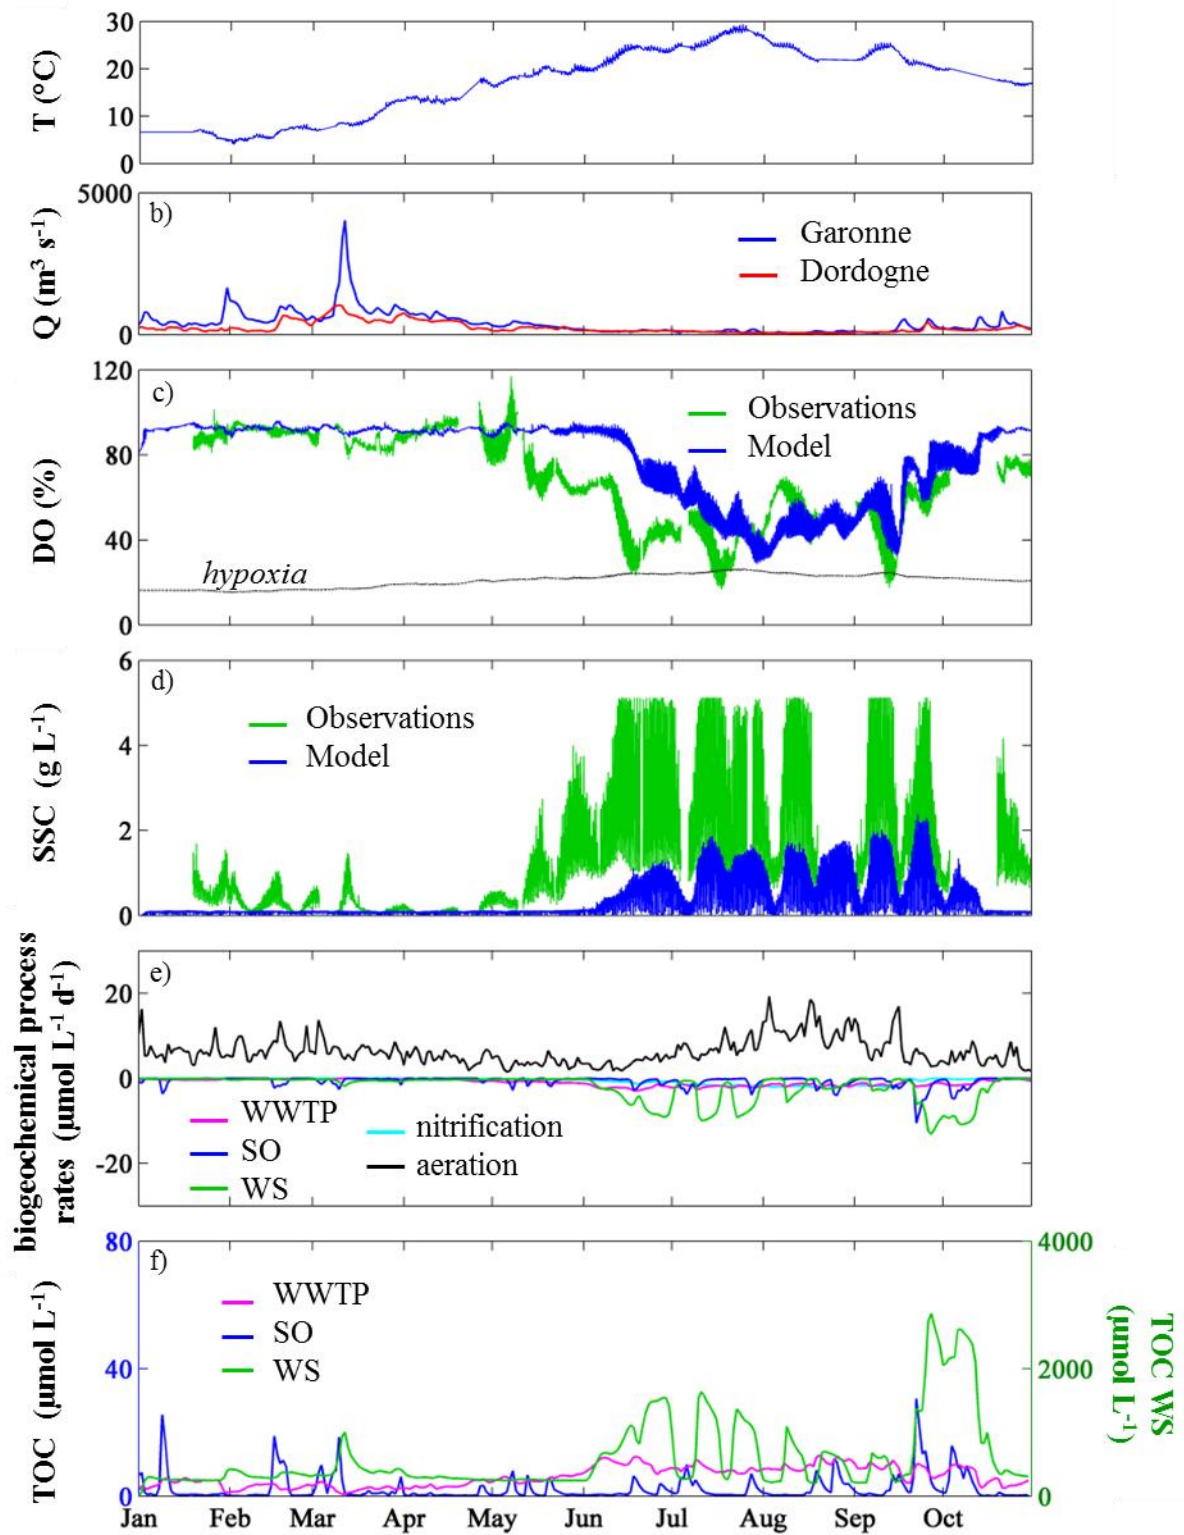 T (°C)
30
20
10
0
Q (m³ s⁻¹)
5000
0
b)
Garonne
Dordogne
DO (%)
120
80
40
0
c)
Observations
Model
hypoxia
SSC (g L⁻¹)
6
4
2
0
d)
Observations
Model
biogeochemical process
rates (µmol L⁻¹ d⁻¹)
20
0
-20
e)
WWTP
SO
WS
nitrification
aeration
TOC (µmol L⁻¹)
80
40
0
f)
WWTP
SO
WS
4000
2000
0
TOC WS
(µmol L⁻¹)
Jan Feb Mar Apr May Jun Jul Aug Sep Oct